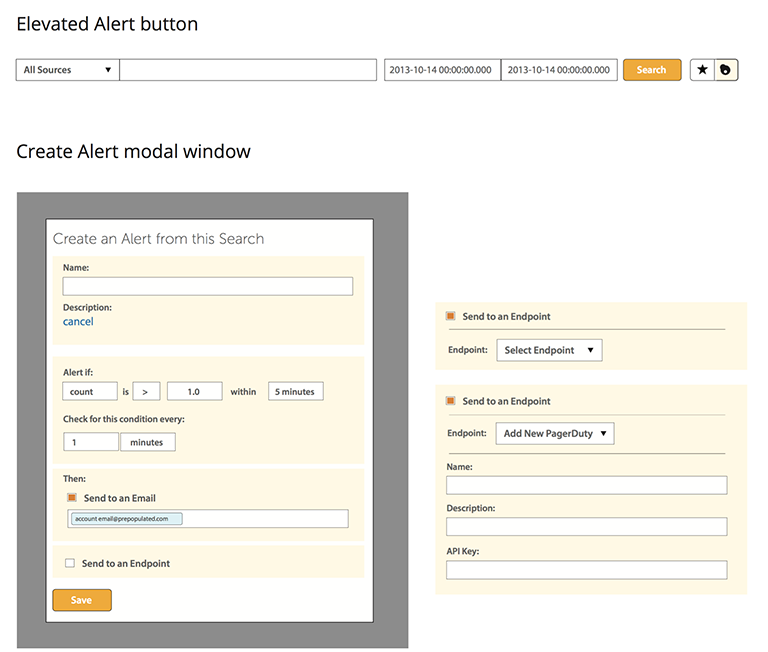 Elevated Alert button
All Sources ▼ 2013-10-14 00:00:00.000 2013-10-14 00:00:00.000 Search
Create Alert modal window
Create an Alert from this Search
Name:
Description:
cancel
Alert if:
count is > 1.0 within 5 minutes
Check for this condition every:
1 minutes
Then:
Send to an Email
account email@prepopulated.com
Send to an Endpoint
Save
Send to an Endpoint
Endpoint: Select Endpoint ▼
Send to an Endpoint
Endpoint: Add New PagerDuty ▼
Name:
Description:
API Key: